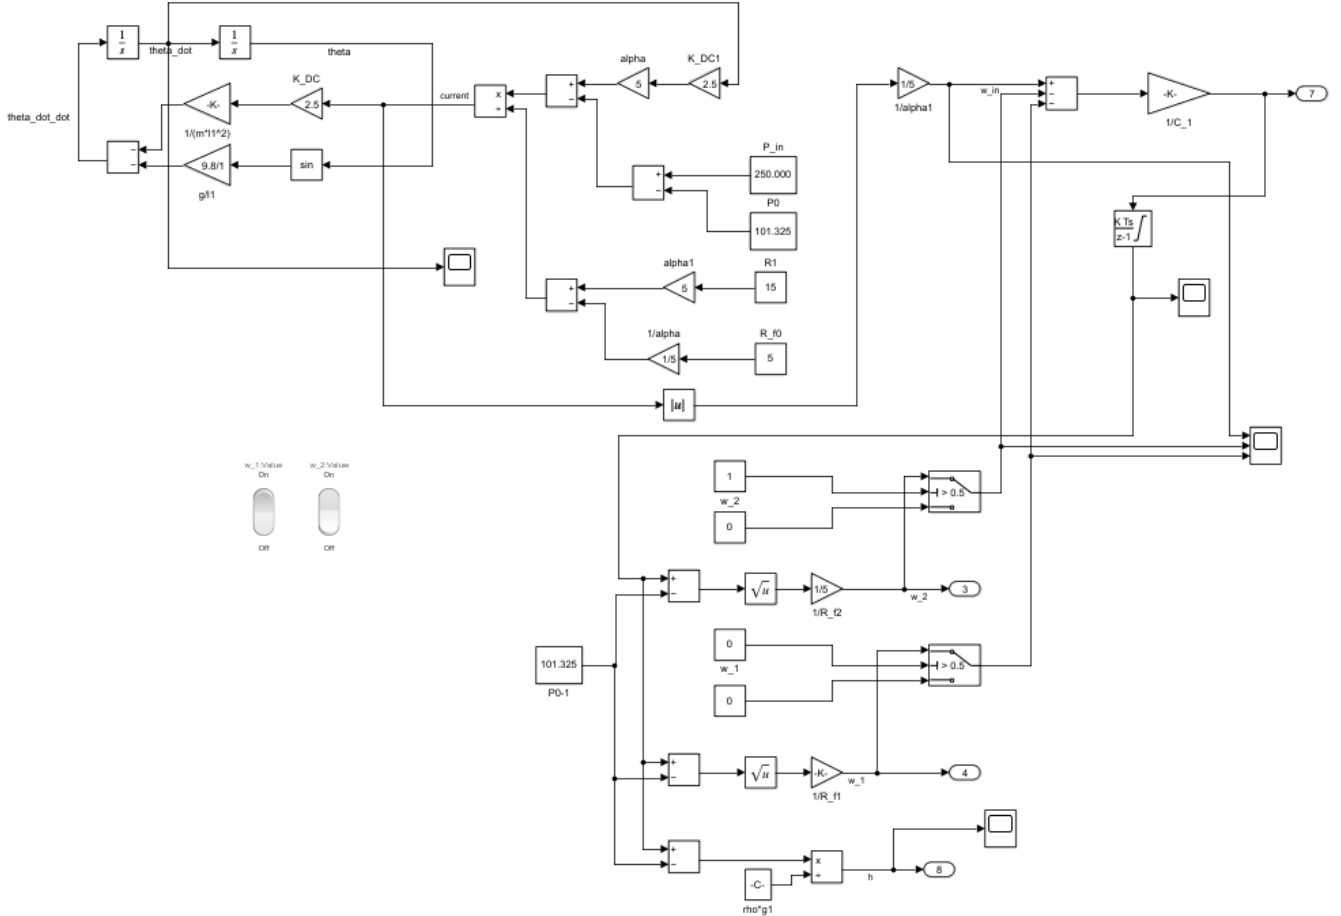 1
s
theta_dot
1
s
theta
alpha
5
K_DC1
2.5
K_DC
2.5
-K-
1/(m*l1^2)
theta_dot_dot
current
x
÷
+
−
1/5
1/alpha1
w_in
+
−
−
-K-
1/C_1
7
−
−
9.8/1
g/l1
sin
P_in
250.000
+
−
P0
101.325
K Ts
z-1
alpha1
5
R1
15
+
−
1/alpha
1/5
R_f0
5
|u|
w_1:Value
On
Off
w_2:Value
On
Off
1
w_2
0
> 0.5
+
−
√u
1/5
1/R_f2
w_2
3
0
w_1
0
> 0.5
101.325
P0-1
+
−
√u
-K-
1/R_f1
w_1
4
+
−
x
÷
h
8
-C-
rho*g1